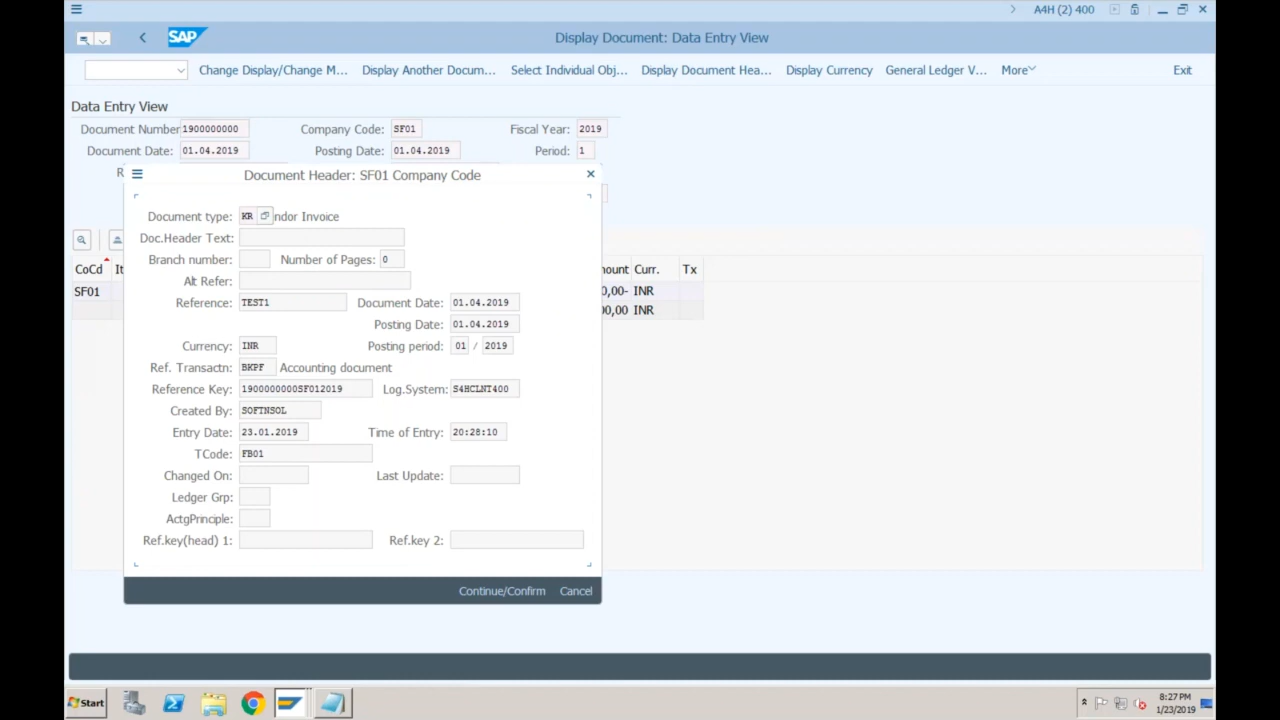 A4H (2) 400
SAP Display Document: Data Entry View
Change Display/Change M... Display Another Docum... Select Individual Obj... Display Document Hea... Display Currency General Ledger V... More Exit
Data Entry View
Document Number 1900000000 Company Code: SF01 Fiscal Year: 2019
Document Date: 01.04.2019 Posting Date: 01.04.2019 Period: 1
R
Document Header: SF01 Company Code
Document type: KR ndor Invoice
Doc.Header Text:
Branch number: Number of Pages: 0
CoCd It ount Curr. Tx
Alt Refer:
SF01 0,00- INR
Reference: TEST1 Document Date: 01.04.2019
00,00 INR
Posting Date: 01.04.2019
Currency: INR Posting period: 01 / 2019
Ref. Transactn: BKPF Accounting document
Reference Key: 1900000000SF012019 Log.System: S4HCLNT400
Created By: SOFTNSOL
Entry Date: 23.01.2019 Time of Entry: 20:28:10
TCode: FB01
Changed On: Last Update:
Ledger Grp:
ActgPrinciple:
Ref.key(head) 1: Ref.key 2:
Continue/Confirm Cancel
Start
8:27 PM
1/23/2019